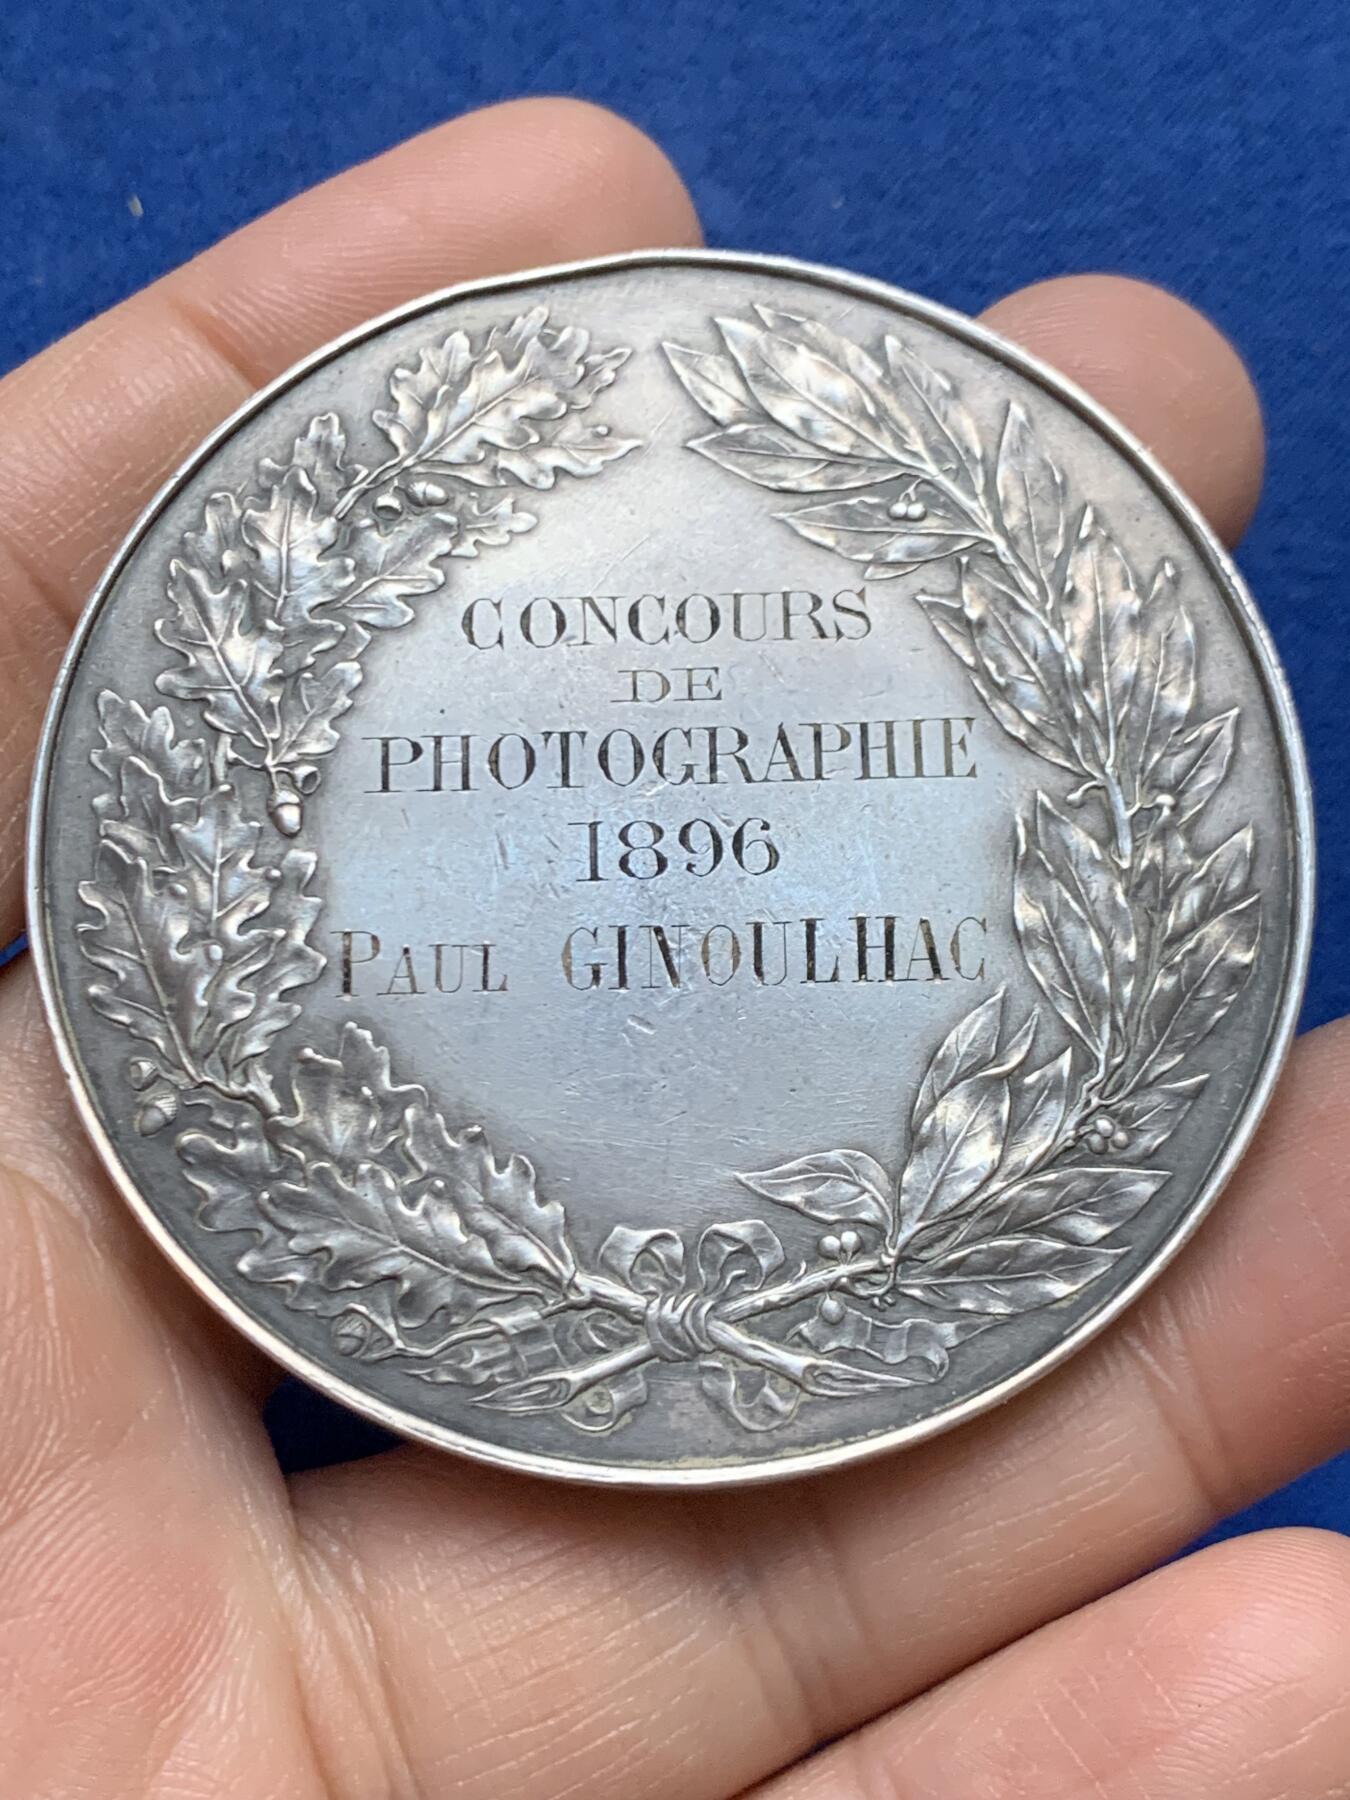 CONCOURS
DE
PHOTOGRAPHIE
1896
PAUL GINOULHAC